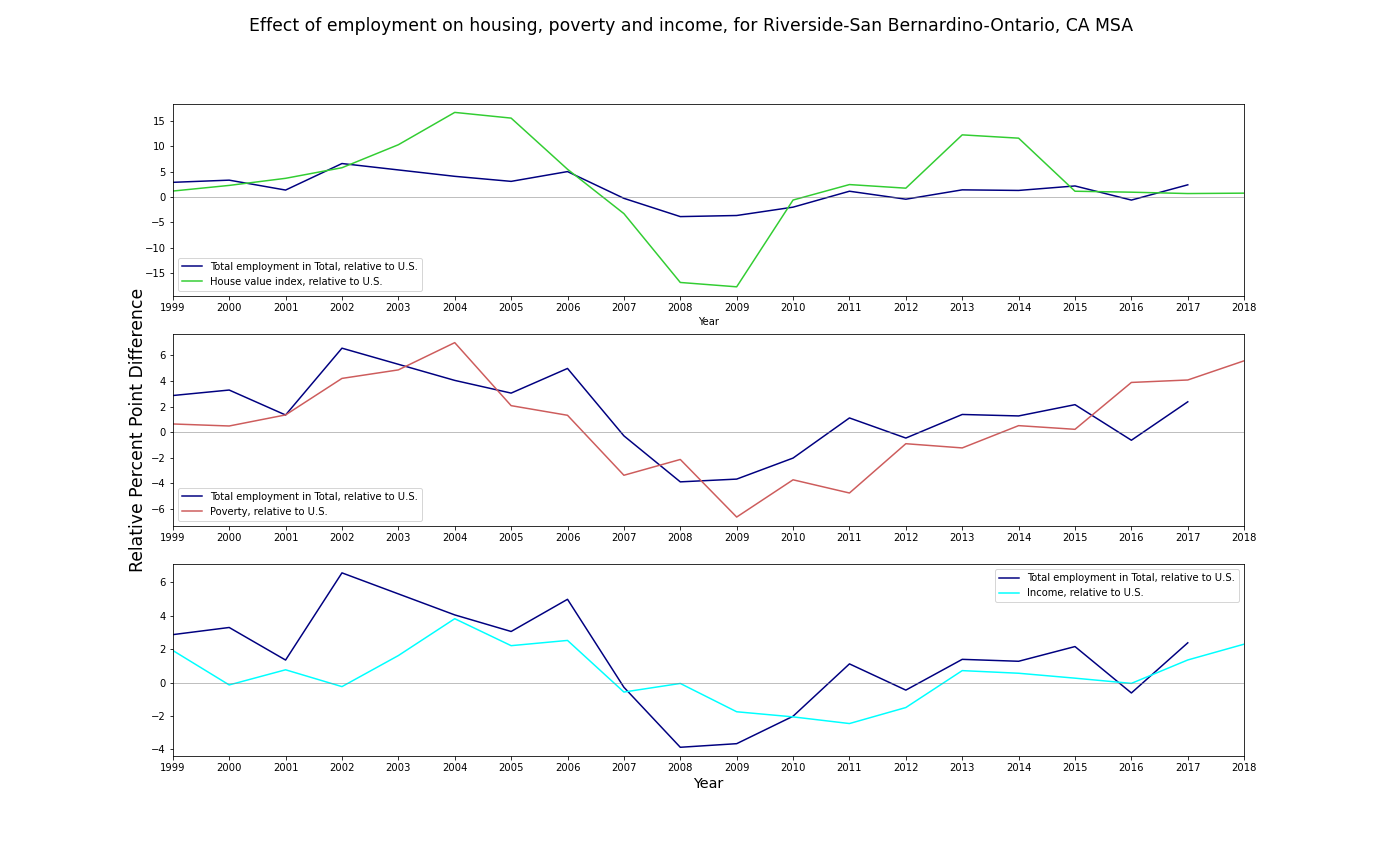 Effect of employment on housing, poverty and income, for Riverside-San Bernardino-Ontario, CA MSA
Relative Percent Point Difference
15
10
5
0
−5
−10
−15
Total employment in Total, relative to U.S.
House value index, relative to U.S.
1999 2000 2001 2002 2003 2004 2005 2006 2007 2008 2009 2010 2011 2012 2013 2014 2015 2016 2017 2018
Year
6
4
2
0
−2
−4
−6
Total employment in Total, relative to U.S.
Poverty, relative to U.S.
1999 2000 2001 2002 2003 2004 2005 2006 2007 2008 2009 2010 2011 2012 2013 2014 2015 2016 2017 2018
6
4
2
0
−2
−4
Total employment in Total, relative to U.S.
Income, relative to U.S.
1999 2000 2001 2002 2003 2004 2005 2006 2007 2008 2009 2010 2011 2012 2013 2014 2015 2016 2017 2018
Year